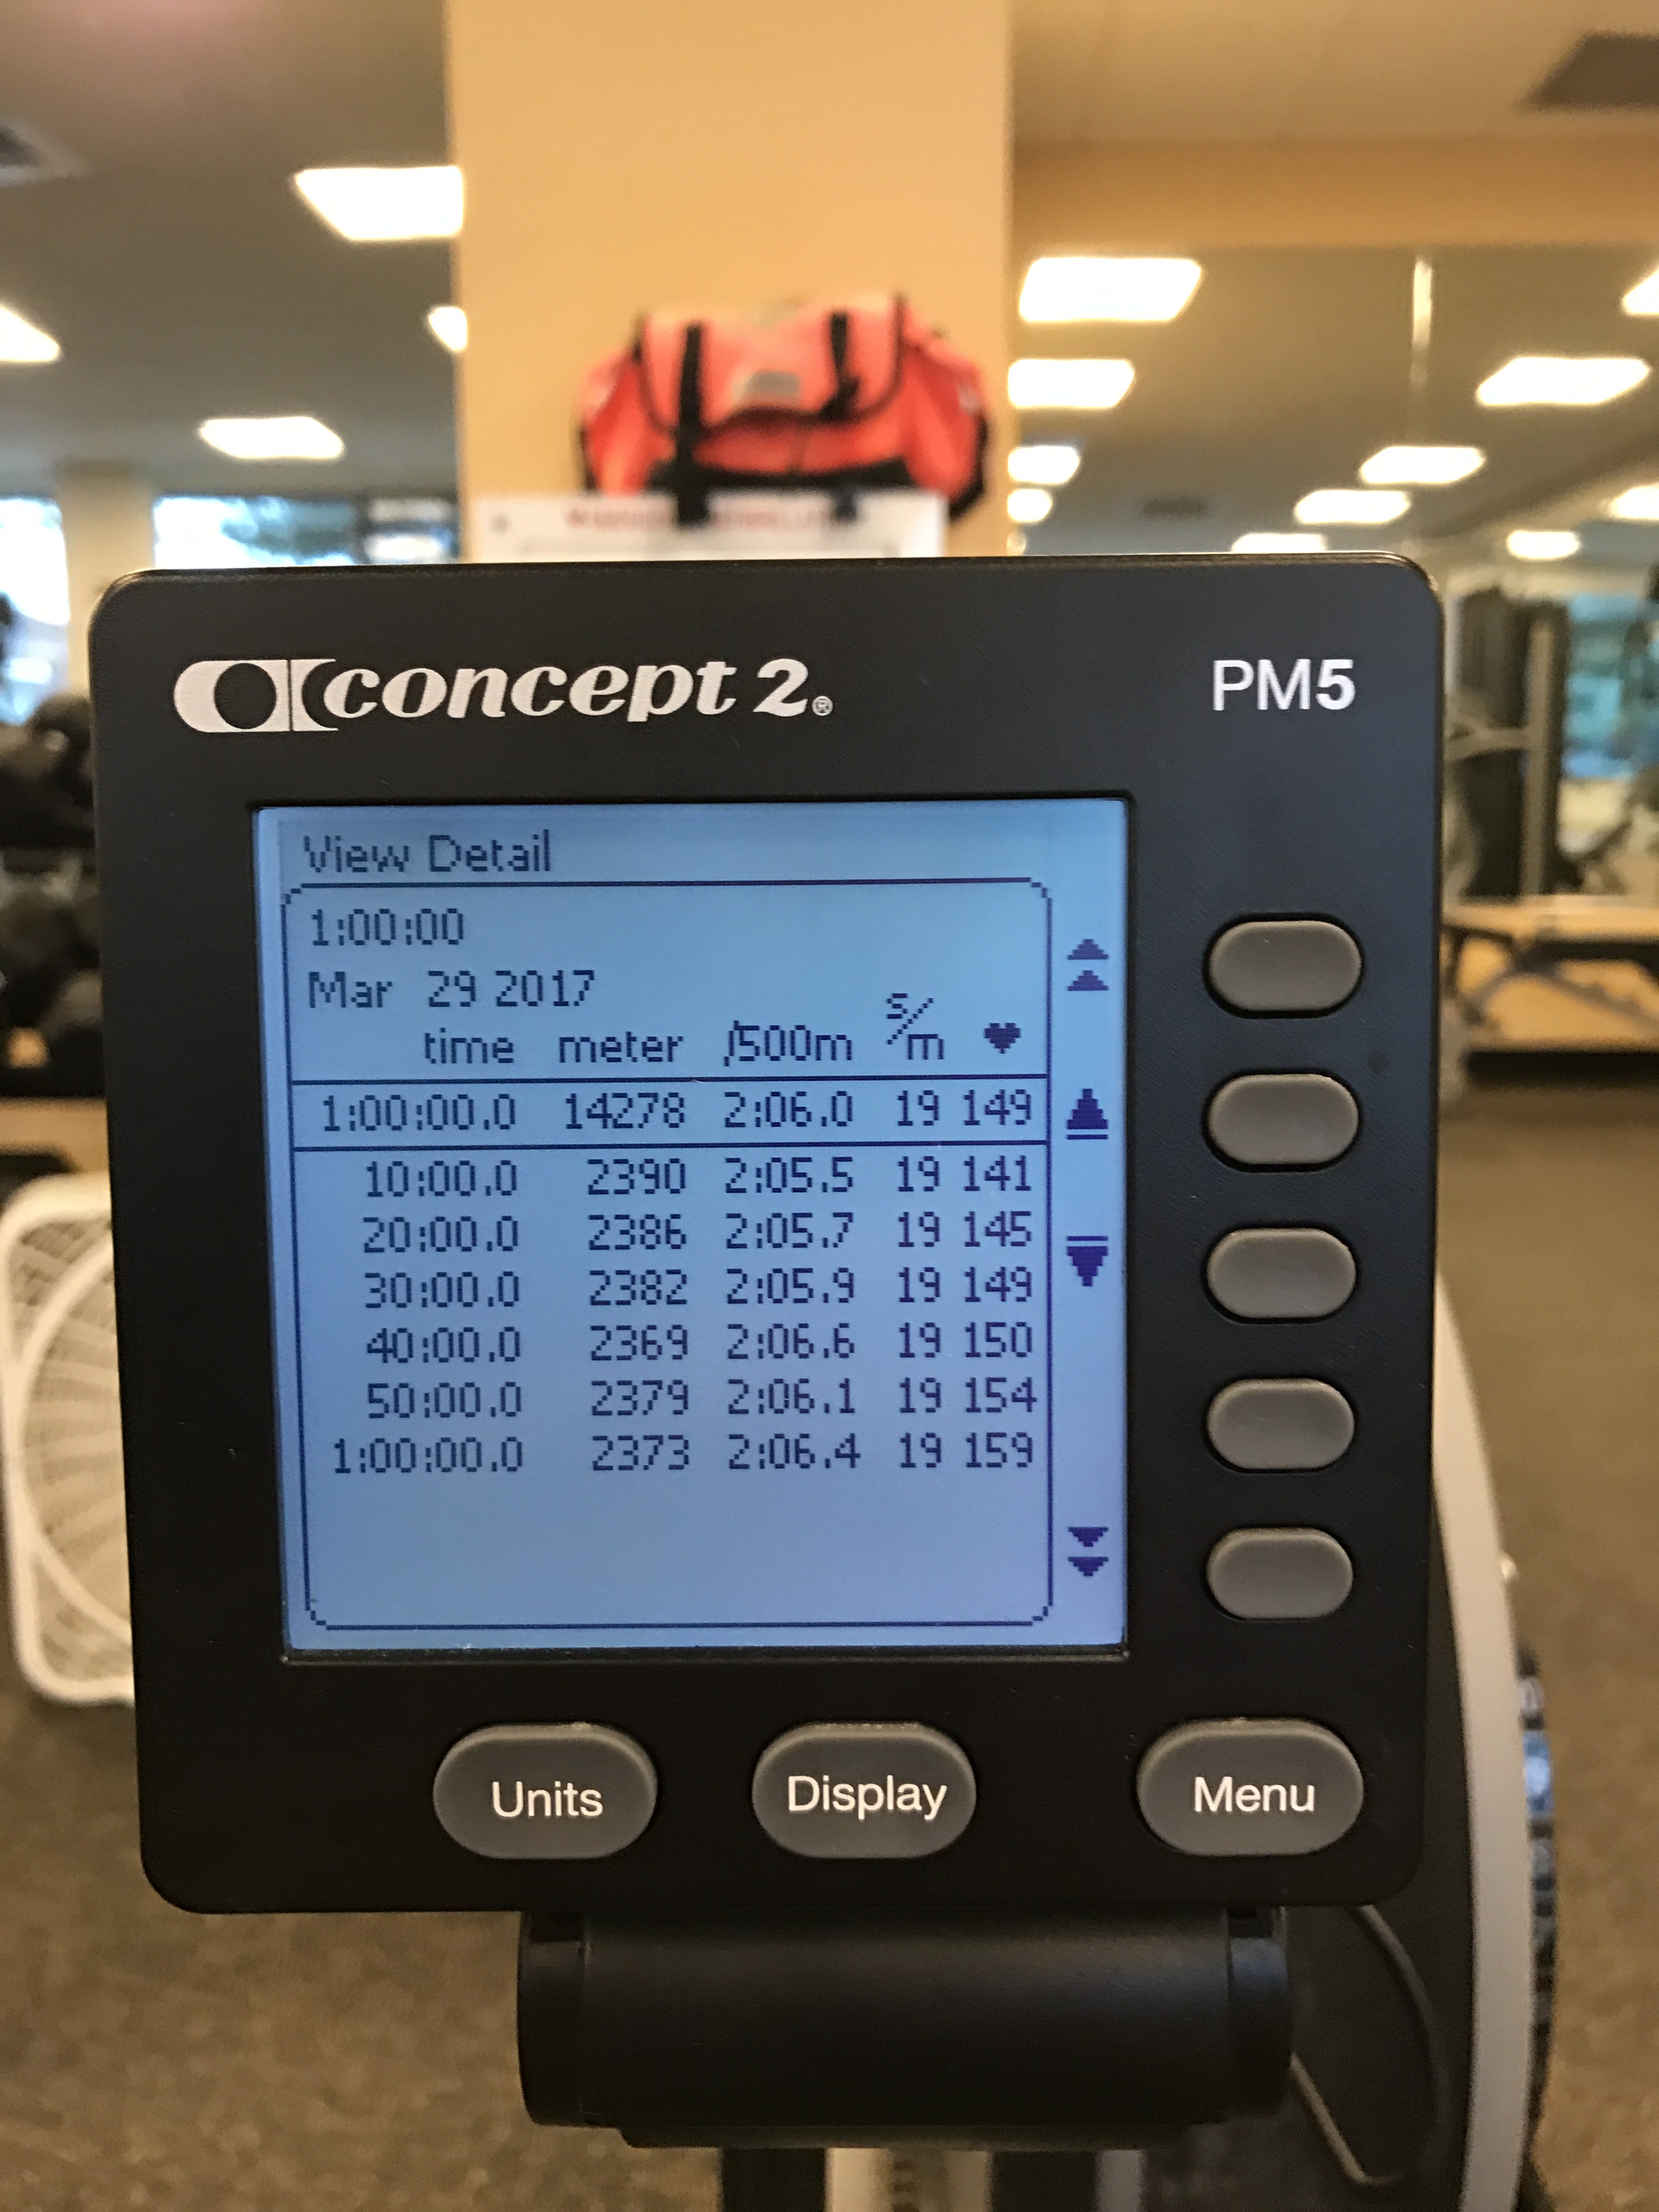 concept 2® PM5
View Detail
1:00:00
Mar 29 2017
time meter /500m s/m ♥
1:00:00.0 14278 2:06.0 19 149
10:00.0 2390 2:05.5 19 141
20:00.0 2386 2:05.7 19 145
30:00.0 2382 2:05.9 19 149
40:00.0 2369 2:06.6 19 150
50:00.0 2379 2:06.1 19 154
1:00:00.0 2373 2:06.4 19 159
Units Display Menu